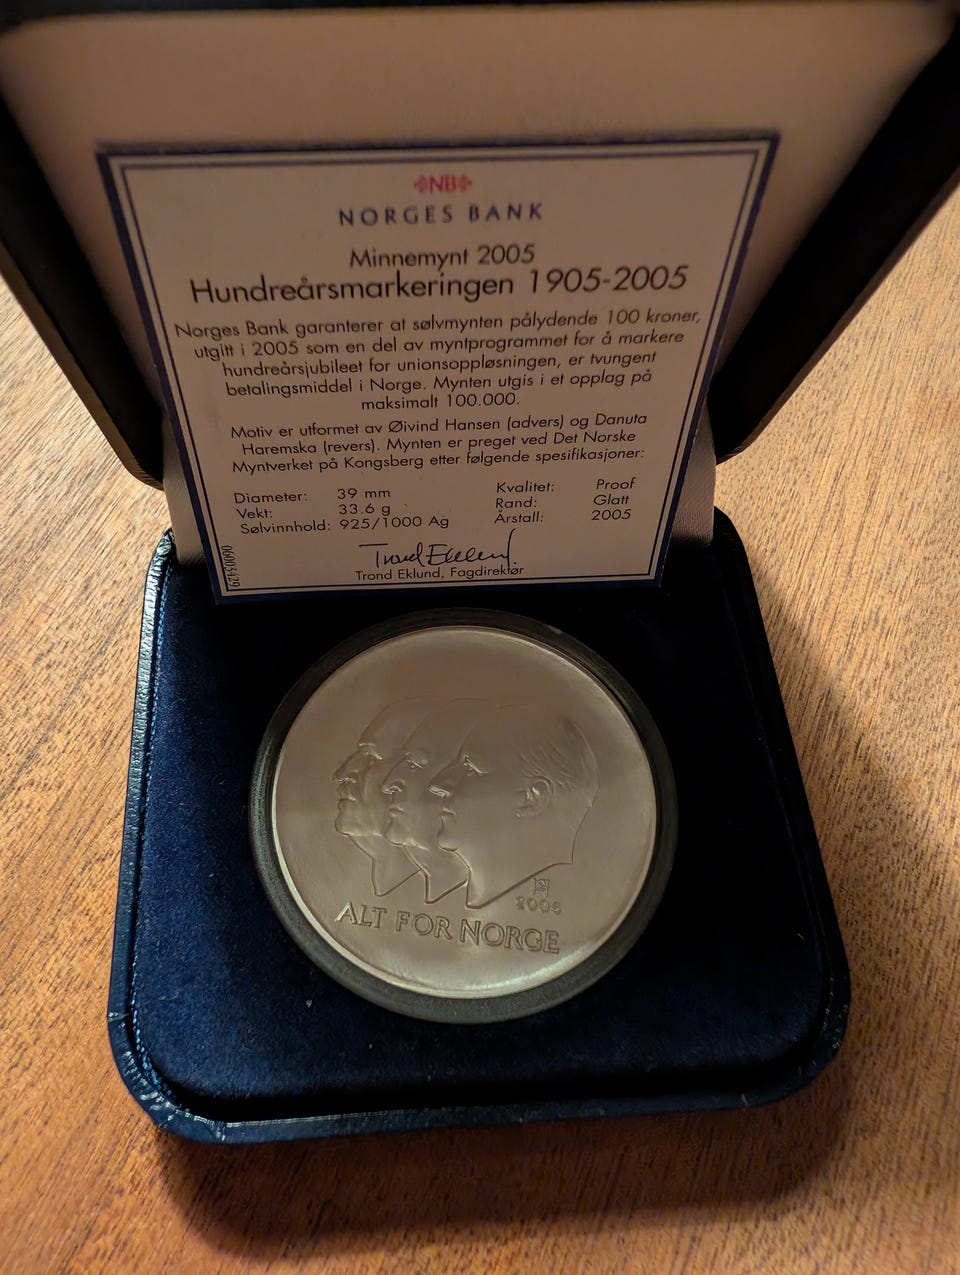 NB
NORGES BANK
Minnemynt 2005
Hundreårsmarkeringen 1905-2005
Norges Bank garanterer at sølvmynten pålydende 100 kroner,
utgitt i 2005 som en del av myntprogrammet for å markere
hundreårsjubileet for unionsoppløsningen, er tvungent
betalingsmiddel i Norge. Mynten utgis i et opplag på
maksimalt 100.000.
Motiv er utformet av Øivind Hansen (advers) og Danuta
Haremska (revers). Mynten er preget ved Det Norske
Myntverket på Kongsberg etter følgende spesifikasjoner:
Diameter: 39 mm
Vekt: 33.6 g
Sølvinnhold: 925/1000 Ag
Kvalitet: Proof
Rand: Glatt
Årstall: 2005
Trond Eklund
Trond Eklund, Fagdirektør
ALT FOR NORGE